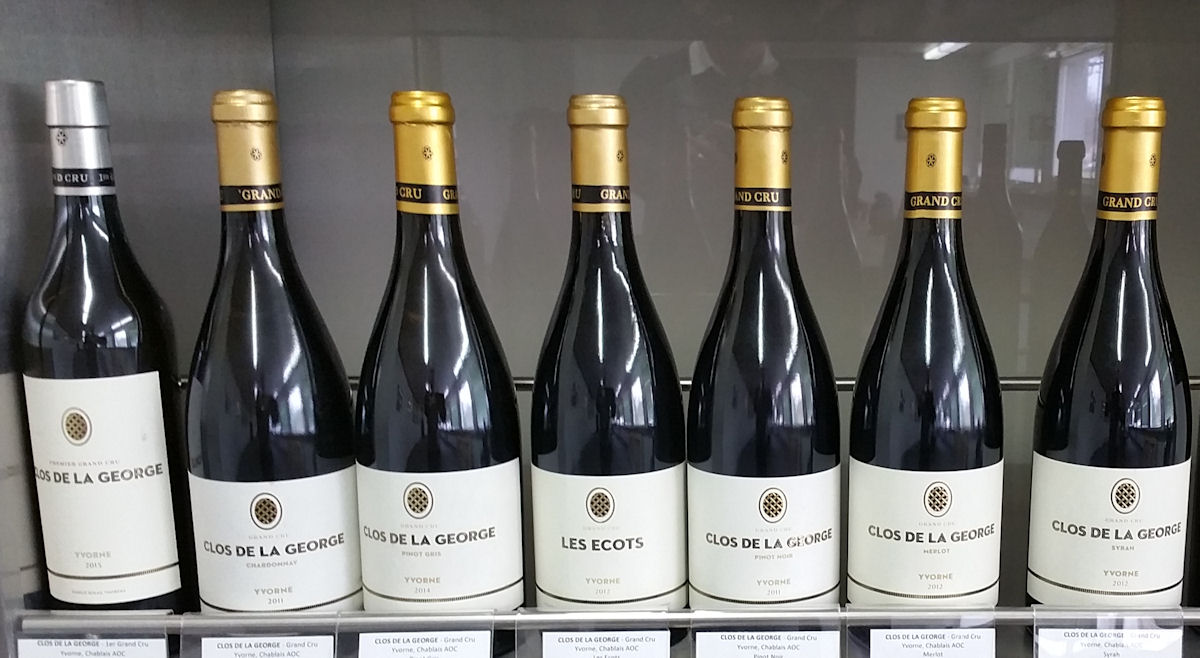 ND CRU
1ER
PREMIER GRAND CRU
CLOS DE LA GEORGE
YVORNE
2015
'GRAND
GRAND CRU
CLOS DE LA GEORGE
CHARDONNAY
YVORNE
2011
CRU
GRAND CRU
CLOS DE LA GEORGE
PINOT GRIS
YVORNE
2014
GRAND
GRAND CRU
LES ECOTS
YVORNE
2012
AND CRU
GRAND CRU
CLOS DE LA GEORGE
PINOT NOIR
YVORNE
2011
GRAND CRU
GRAND CRU
CLOS DE LA GEORGE
MERLOT
YVORNE
2012
GRAND CRU
GRAND CRU
CLOS DE LA GEORGE
SYRAH
YVORNE
2012
CLOS DE LA GEORGE - 1er Grand Cru
Yvorne, Chablais AOC
CLOS DE LA GEORGE - Grand Cru
Yvorne, Chablais AOC
CLOS DE LA GEORGE - Grand Cru
Yvorne, Chablais AOC
Pinot Gris
CLOS DE LA GEORGE - Grand Cru
Yvorne, Chablais AOC
Les Ecots
CLOS DE LA GEORGE - Grand Cru
Yvorne, Chablais AOC
Pinot Noir
CLOS DE LA GEORGE - Grand Cru
Yvorne, Chablais AOC
Merlot
CLOS DE LA GEORGE - Grand Cru
Yvorne, Chablais AOC
Syrah